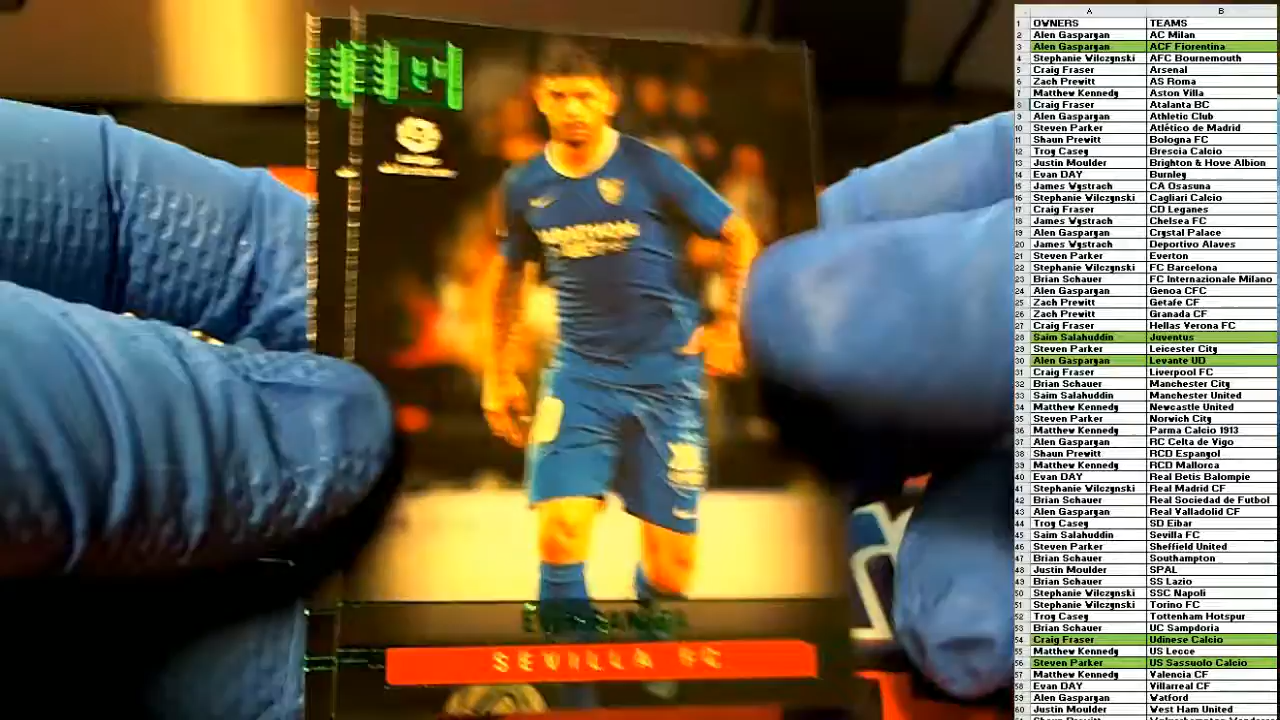 MARATHON
SEVILLA FC
A B
1 OWNERS TEAMS
2 Alen Gaspargan AC Milan
3 Alen Gaspargan ACF Fiorentina
4 Stephanie Wilczynski AFC Bournemouth
5 Craig Fraser Arsenal
6 Zach Prewitt AS Roma
7 Matthew Kennedy Aston Villa
8 Craig Fraser Atalanta BC
9 Alen Gaspargan Athletic Club
10 Steven Parker Atlético de Madrid
11 Shaun Prewitt Bologna FC
12 Troy Casey Brescia Calcio
13 Justin Moulder Brighton & Hove Albion
14 Evan DAY Burnley
15 James Wystrach CA Osasuna
16 Stephanie Wilczynski Cagliari Calcio
17 Craig Fraser CD Leganes
18 James Wystrach Chelsea FC
19 Alen Gaspargan Crystal Palace
20 James Wystrach Deportivo Alaves
21 Steven Parker Everton
22 Stephanie Wilczynski FC Barcelona
23 Brian Schauer FC Internazionale Milano
24 Alen Gaspargan Genoa CFC
25 Zach Prewitt Getafe CF
26 Zach Prewitt Granada CF
27 Craig Fraser Hellas Verona FC
28 Saim Salahuddin Juventus
29 Steven Parker Leicester City
30 Alen Gaspargan Levante UD
31 Craig Fraser Liverpool FC
32 Brian Schauer Manchester City
33 Saim Salahuddin Manchester United
34 Matthew Kennedy Newcastle United
35 Steven Parker Norwich City
36 Matthew Kennedy Parma Calcio 1913
37 Alen Gaspargan RC Celta de Vigo
38 Shaun Prewitt RCD Espanyol
39 Matthew Kennedy RCD Mallorca
40 Evan DAY Real Betis Balompie
41 Stephanie Wilczynski Real Madrid CF
42 Brian Schauer Real Sociedad de Futbol
43 Alen Gaspargan Real Valladolid CF
44 Troy Casey SD Eibar
45 Saim Salahuddin Sevilla FC
46 Steven Parker Sheffield United
47 Brian Schauer Southampton
48 Justin Moulder SPAL
49 Brian Schauer SS Lazio
50 Stephanie Wilczynski SSC Napoli
51 Stephanie Wilczynski Torino FC
52 Troy Casey Tottenham Hotspur
53 Brian Schauer UC Sampdoria
54 Craig Fraser Udinese Calcio
55 Matthew Kennedy US Lecce
56 Steven Parker US Sassuolo Calcio
57 Matthew Kennedy Valencia CF
58 Evan DAY Villarreal CF
59 Alen Gaspargan Watford
60 Justin Moulder West Ham United